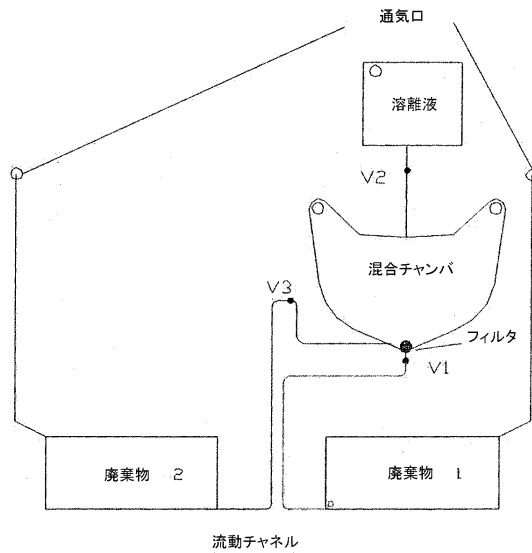 通気口
溶離液
V2
混合チャンバ
V3
フィルタ
V1
廃棄物 2
廃棄物 1
流動チャネル